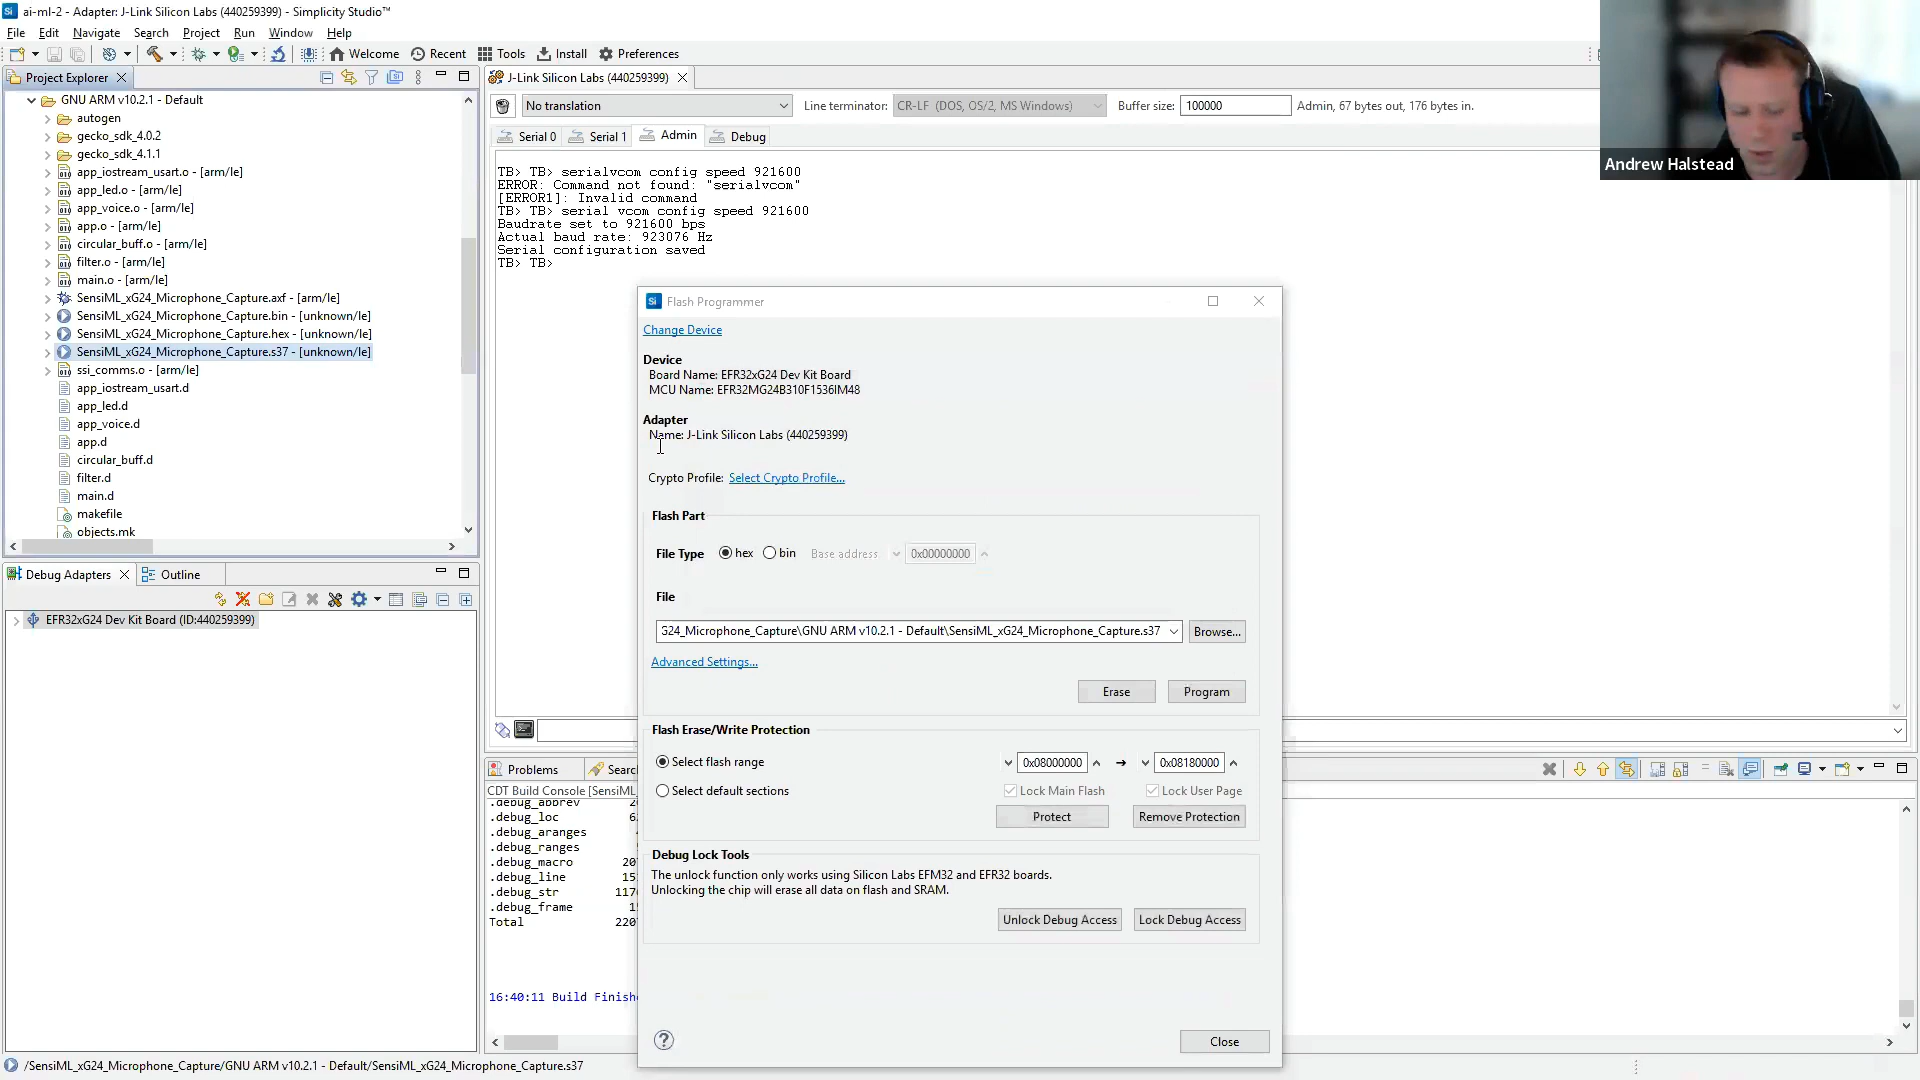 ai-ml-2 - Adapter: J-Link Silicon Labs (440259399) - Simplicity Studio™
File Edit Navigate Search Project Run Window Help
Welcome Recent Tools Install Preferences
Project Explorer
GNU ARM v10.2.1 - Default
autogen
gecko_sdk_4.0.2
gecko_sdk_4.1.1
app_iostream_usart.o - [arm/le]
app_led.o - [arm/le]
app_voice.o - [arm/le]
app.o - [arm/le]
circular_buff.o - [arm/le]
filter.o - [arm/le]
main.o - [arm/le]
SensiML_xG24_Microphone_Capture.axf - [arm/le]
SensiML_xG24_Microphone_Capture.bin - [unknown/le]
SensiML_xG24_Microphone_Capture.hex - [unknown/le]
SensiML_xG24_Microphone_Capture.s37 - [unknown/le]
ssi_comms.o - [arm/le]
app_iostream_usart.d
app_led.d
app_voice.d
app.d
circular_buff.d
filter.d
main.d
makefile
objects.mk
Debug Adapters Outline
EFR32xG24 Dev Kit Board (ID:440259399)
J-Link Silicon Labs (440259399)
No translation Line terminator: CR-LF (DOS, OS/2, MS Windows) Buffer size: 100000 Admin, 67 bytes out, 176 bytes in.
Serial 0 Serial 1 Admin Debug
TB> TB> serialvcom config speed 921600
ERROR: Command not found: "serialvcom"
[ERROR1]: Invalid command
TB> TB> serial vcom config speed 921600
Baudrate set to 921600 bps
Actual baud rate: 923076 Hz
Serial configuration saved
TB> TB>
Andrew Halstead
Flash Programmer
Change Device
Device
Board Name: EFR32xG24 Dev Kit Board
MCU Name: EFR32MG24B310F1536IM48
Adapter
Name: J-Link Silicon Labs (440259399)
Crypto Profile: Select Crypto Profile...
Flash Part
File Type hex bin Base address 0x00000000
File
G24_Microphone_Capture\GNU ARM v10.2.1 - Default\SensiML_xG24_Microphone_Capture.s37 Browse...
Advanced Settings...
Erase Program
Flash Erase/Write Protection
Select flash range 0x08000000 → 0x08180000
Select default sections Lock Main Flash Lock User Page
Protect Remove Protection
Debug Lock Tools
The unlock function only works using Silicon Labs EFM32 and EFR32 boards.
Unlocking the chip will erase all data on flash and SRAM.
Unlock Debug Access Lock Debug Access
Close
Problems Searc
CDT Build Console [SensiML_
.debug_abbrev
.debug_loc
.debug_aranges
.debug_ranges
.debug_macro 20
.debug_line 15
.debug_str 117
.debug_frame 1
Total 220
16:40:11 Build Finish
/SensiML_xG24_Microphone_Capture/GNU ARM v10.2.1 - Default/SensiML_xG24_Microphone_Capture.s37